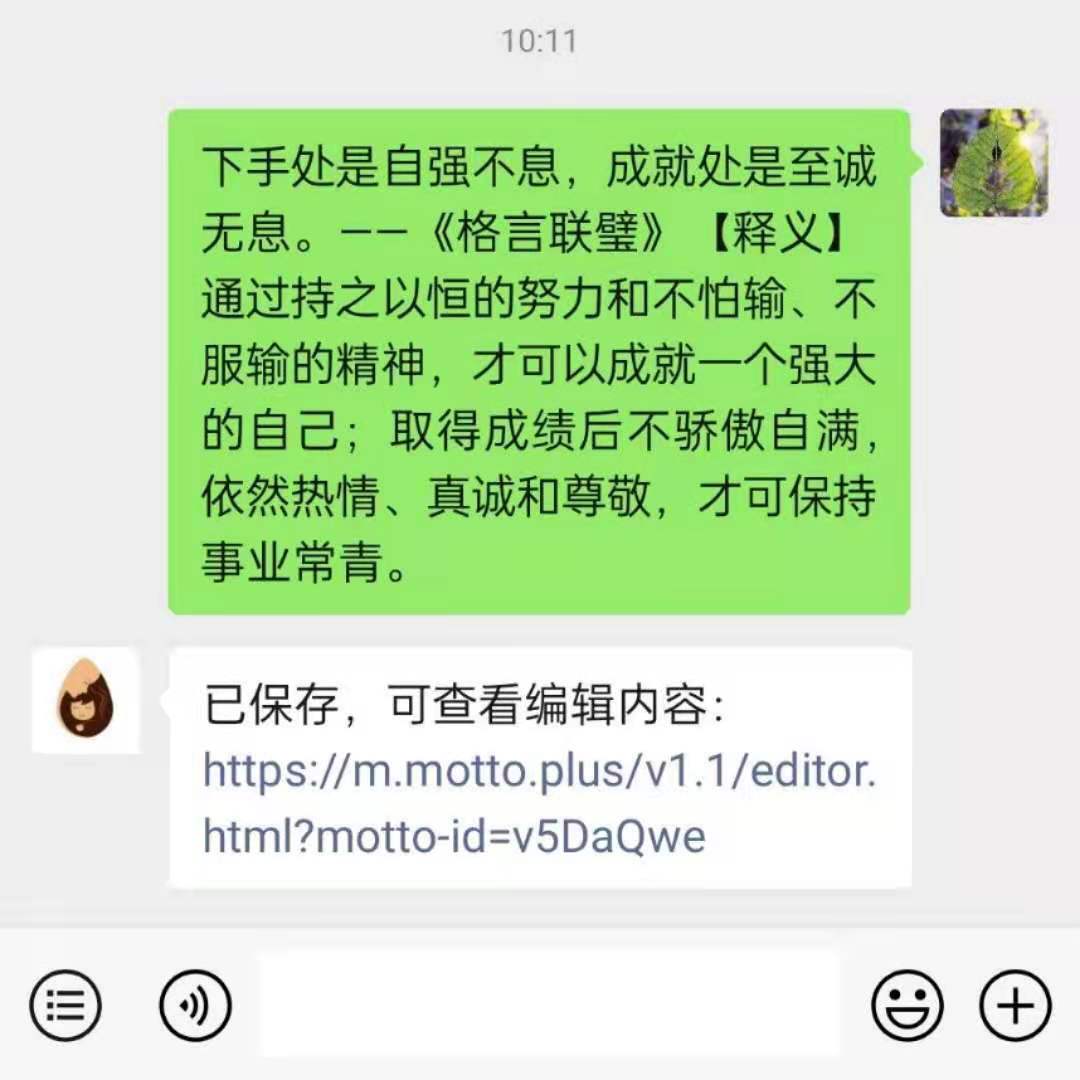 10:11
下手处是自强不息，成就处是至诚
无息。——《格言联璧》【释义】
通过持之以恒的努力和不怕输、不
服输的精神，才可以成就一个强大
的自己；取得成绩后不骄傲自满，
依然热情、真诚和尊敬，才可保持
事业常青。
已保存，可查看编辑内容：
https://m.motto.plus/v1.1/editor.
html?motto-id=v5DaQwe